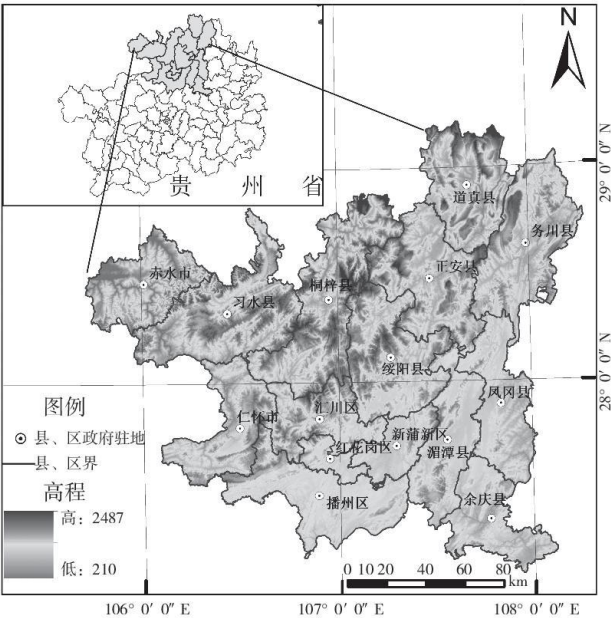 N
贵 州 省
29° 0′ 0″ N
道真县
务川县
赤水市
正安县
桐梓县
习水县
绥阳县
28° 0′ 0″ N
凤冈县
图例
仁怀市
汇川区
县、区政府驻地
新蒲新区
红花岗区
湄潭县
县、区界
高程
余庆县
播州区
高: 2487
低: 210
0 10 20 40 60 80
km
106° 0′ 0″ E
107° 0′ 0″ E
108° 0′ 0″ E